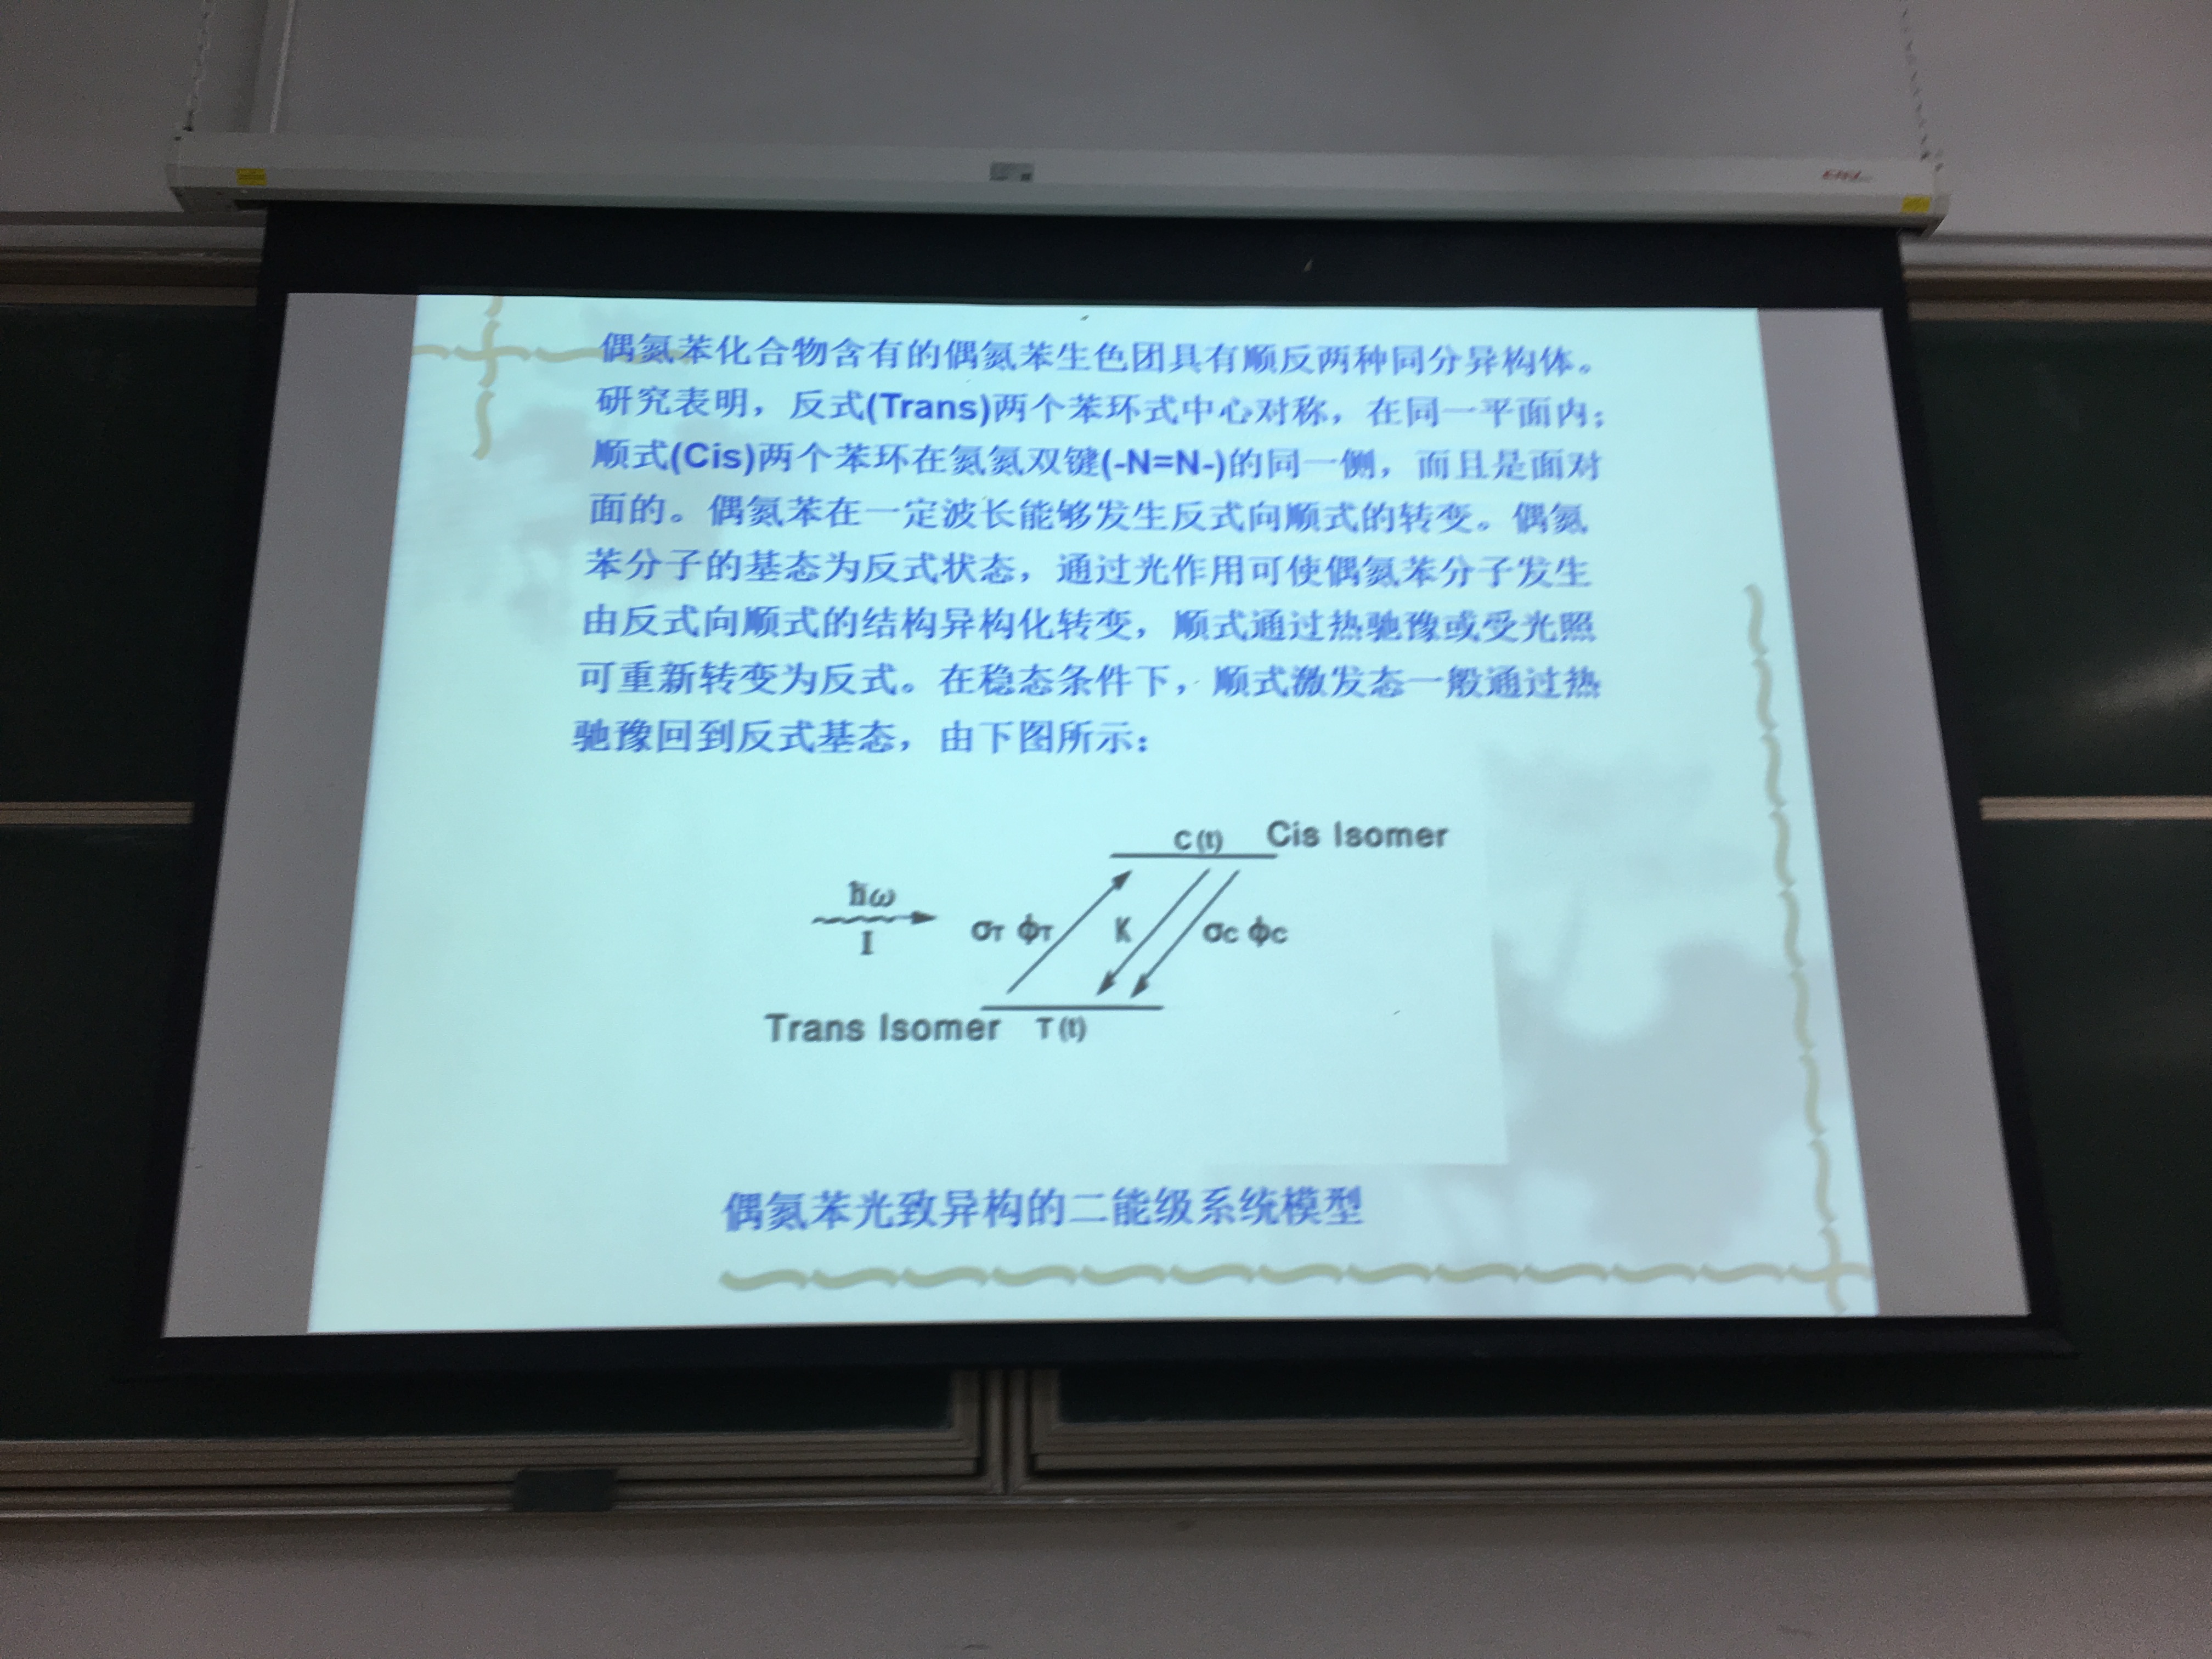 偶氮苯化合物含有的偶氮苯生色团具有顺反两种同分异构体。
研究表明，反式(Trans)两个苯环式中心对称，在同一平面内；
顺式(Cis)两个苯环在氮氮双键(-N=N-)的同一侧，而且是面对
面的。偶氮苯在一定波长能够发生反式向顺式的转变。偶氮
苯分子的基态为反式状态，通过光作用可使偶氮苯分子发生
由反式向顺式的结构异构化转变，顺式通过热驰豫或受光照
可重新转变为反式。在稳态条件下，顺式激发态一般通过热
驰豫回到反式基态，由下图所示：
C(t) Cis Isomer
ħω
I
σT ϕT K σC ϕC
Trans Isomer T(t)
偶氮苯光致异构的二能级系统模型